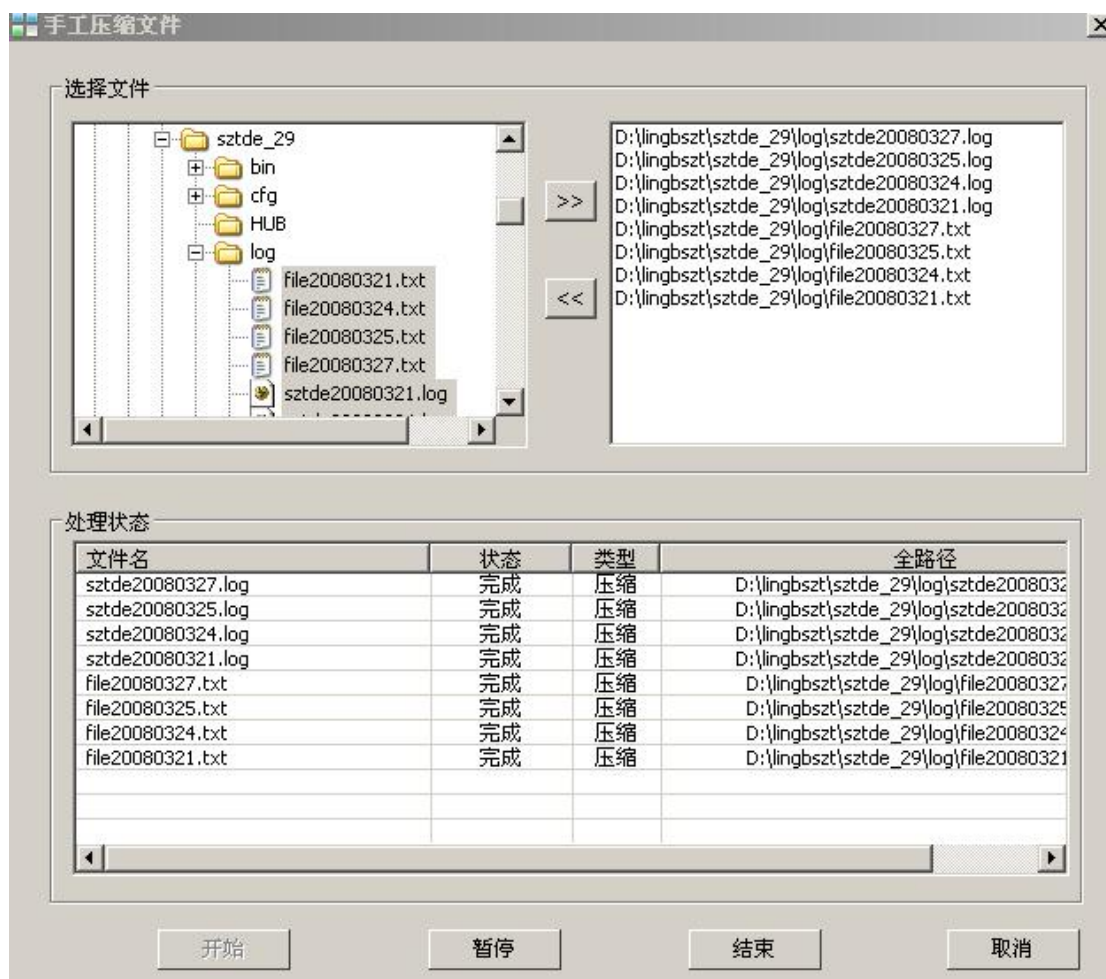 手工压缩文件
选择文件
sztde_29
bin
cfg
HUB
log
file20080321.txt
file20080324.txt
file20080325.txt
file20080327.txt
sztde20080321.log
>>
<<
D:\lingbszt\sztde_29\log\sztde20080327.log
D:\lingbszt\sztde_29\log\sztde20080325.log
D:\lingbszt\sztde_29\log\sztde20080324.log
D:\lingbszt\sztde_29\log\sztde20080321.log
D:\lingbszt\sztde_29\log\file20080327.txt
D:\lingbszt\sztde_29\log\file20080325.txt
D:\lingbszt\sztde_29\log\file20080324.txt
D:\lingbszt\sztde_29\log\file20080321.txt
处理状态
文件名 状态 类型 全路径
sztde20080327.log 完成 压缩 D:\lingbszt\sztde_29\log\sztde2008032
sztde20080325.log 完成 压缩 D:\lingbszt\sztde_29\log\sztde2008032
sztde20080324.log 完成 压缩 D:\lingbszt\sztde_29\log\sztde2008032
sztde20080321.log 完成 压缩 D:\lingbszt\sztde_29\log\sztde2008032
file20080327.txt 完成 压缩 D:\lingbszt\sztde_29\log\file20080327
file20080325.txt 完成 压缩 D:\lingbszt\sztde_29\log\file20080325
file20080324.txt 完成 压缩 D:\lingbszt\sztde_29\log\file20080324
file20080321.txt 完成 压缩 D:\lingbszt\sztde_29\log\file20080321
开始 暂停 结束 取消